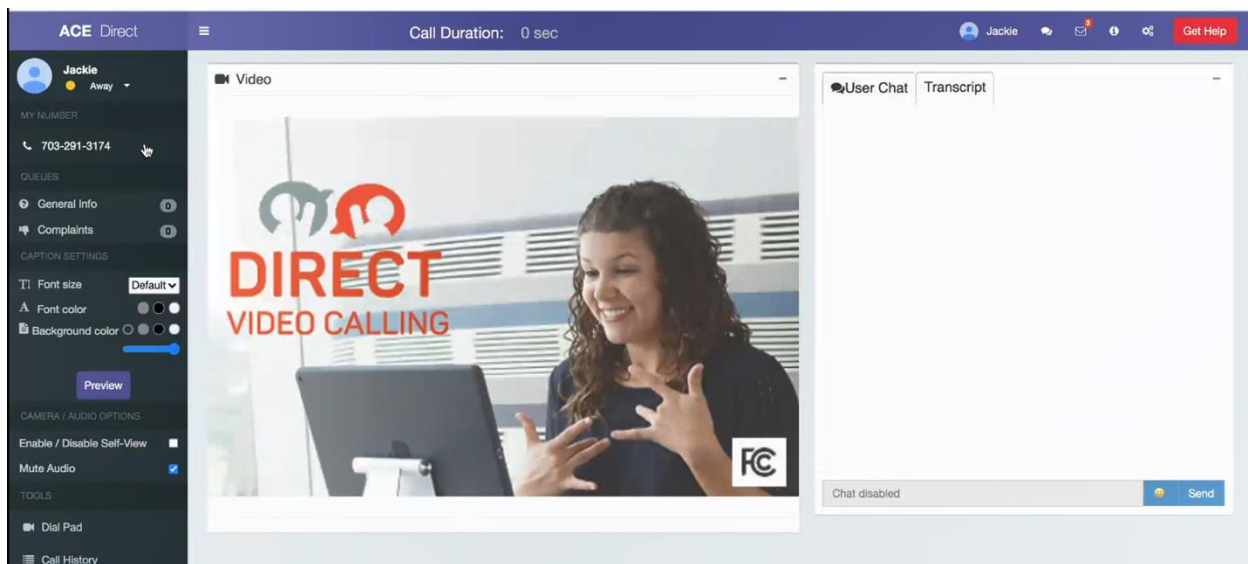 ACE Direct
Call Duration: 0 sec
Jackie
3
Get Help
Jackie
Away
MY NUMBER
703-291-3174
QUEUES
General Info 0
Complaints 0
CAPTION SETTINGS
Font size Default
Font color
Background color
Preview
CAMERA / AUDIO OPTIONS
Enable / Disable Self-View
Mute Audio
TOOLS
Dial Pad
Call History
Video
DIRECT
VIDEO CALLING
FCC
User Chat Transcript
Chat disabled Send